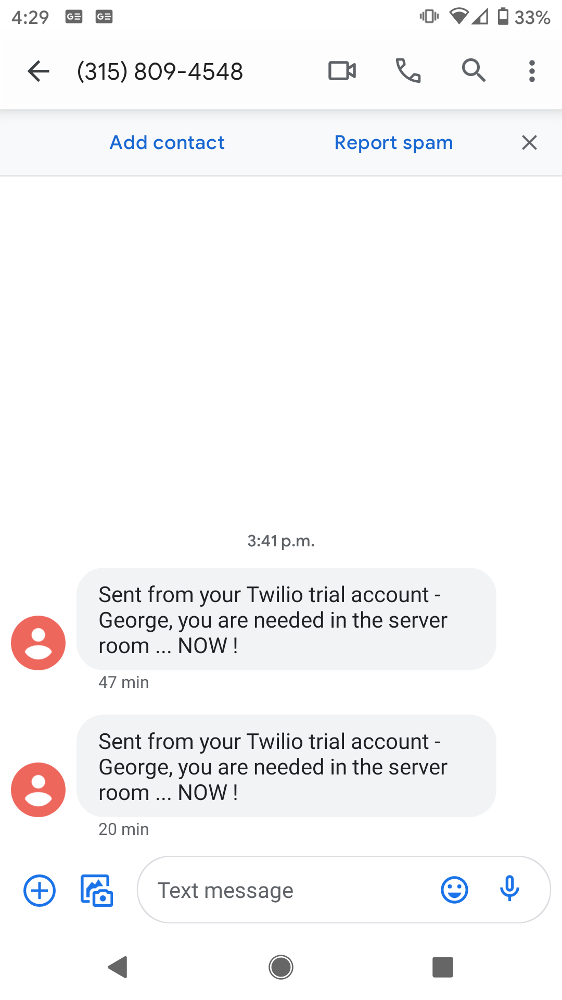 4:29 GE GE 33%
(315) 809-4548
Add contact Report spam
3:41 p.m.
Sent from your Twilio trial account -
George, you are needed in the server
room ... NOW !
47 min
Sent from your Twilio trial account -
George, you are needed in the server
room ... NOW !
20 min
Text message